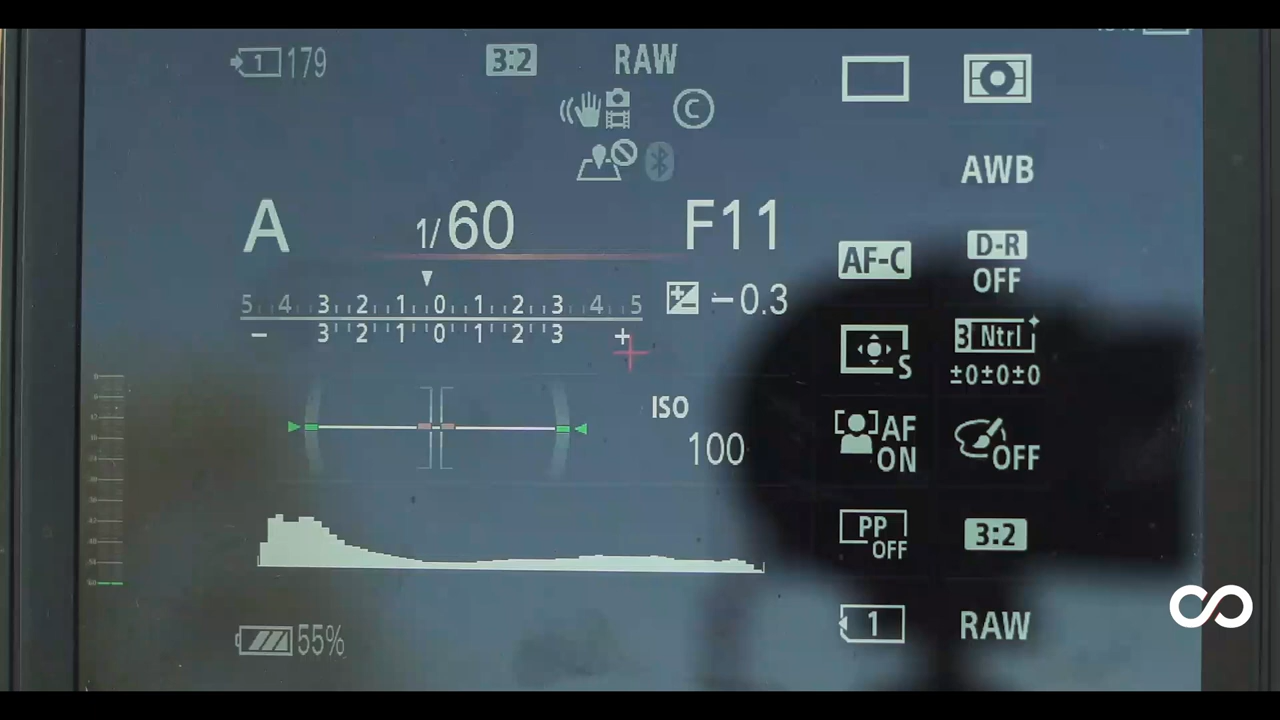 1 179 3:2 RAW
C
AWB
A 1/60 F11
AF-C D-R OFF
5 4 3 2 1 0 1 2 3 4 5 −0.3
− 3 2 1 0 1 2 3 +
S 3 Ntrl
±0±0±0
ISO
100
AF ON OFF
PP OFF 3:2
55% 1 RAW